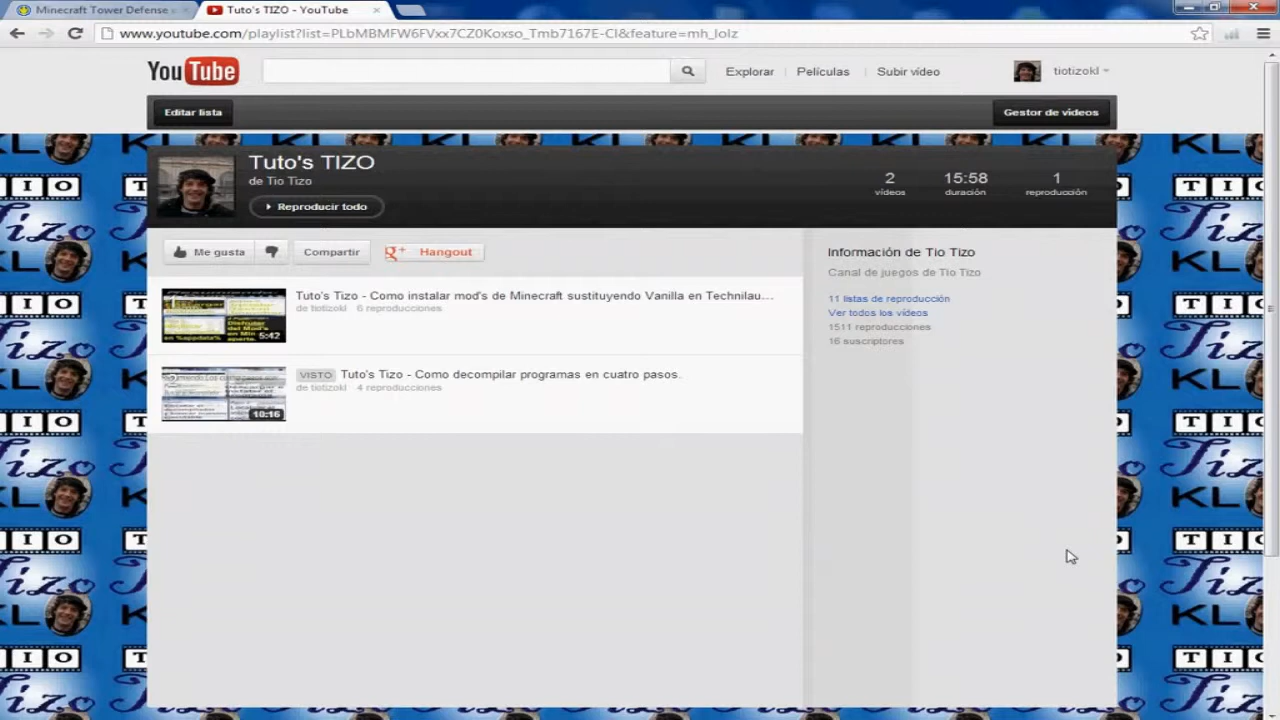 Minecraft Tower Defense
Tuto's TIZO - YouTube
www.youtube.com/playlist?list=PLbMBMFW6FVxx7CZ0Koxso_Tmb7167E-CI&feature=mh_lolz
YouTube
Explorar
Películas
Subir vídeo
tiotizokl
Editar lista
Gestor de vídeos
Tuto's TIZO
de Tio Tizo
Reproducir todo
2
vídeos
15:58
duración
1
reproducción
Me gusta
Compartir
Hangout
Información de Tio Tizo
Canal de juegos de Tio Tizo
11 listas de reproducción
Ver todos los vídeos
1511 reproducciones
16 suscriptores
Tuto's Tizo - Como instalar mod's de Minecraft sustituyendo Vanilla en Technilau...
de tiotizokl 6 reproducciones
5:42
VISTO Tuto's Tizo - Como decompilar programas en cuatro pasos.
de tiotizokl 4 reproducciones
10:16
TIO
Tizo
KL